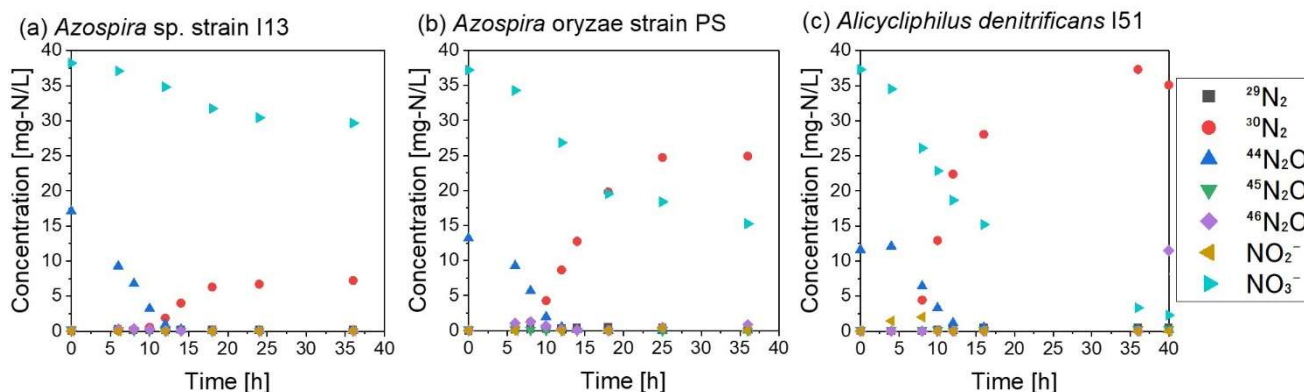 (a) Azospira sp. strain I13
(b) Azospira oryzae strain PS
(c) Alicycliphilus denitrificans I51
Concentration [mg-N/L]
40
35
30
25
20
15
10
5
0
0 5 10 15 20 25 30 35 40
Time [h]
Concentration [mg-N/L]
40
35
30
25
20
15
10
5
0
0 5 10 15 20 25 30 35 40
Time [h]
Concentration [mg-N/L]
40
35
30
25
20
15
10
5
0
0 5 10 15 20 25 30 35 40
Time [h]
²⁹N₂
³⁰N₂
⁴⁴N₂O
⁴⁵N₂O
⁴⁶N₂O
NO₂⁻
NO₃⁻